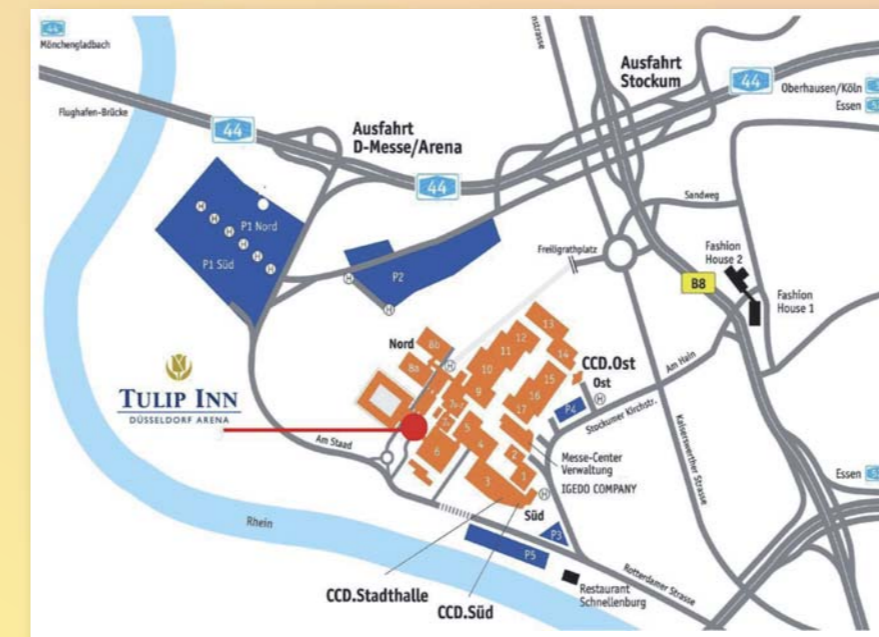 44
Mönchengladbach
Flughafen-Brücke
44
Ausfahrt
D-Messe/Arena
44
Ausfahrt
Stockum
44
Oberhausen/Köln
Essen
Sandweg
Freiligrathplatz
Fashion
House 2
B8
Fashion
House 1
P1 Nord
P1 Süd
H
H
H
H
H
H
P2
H
H
Nord
8b
8a
H
13
12
11
14
10
15
9
16
17
7a
5
4
6
3
2
1
CCD.Ost
Ost
H
P4
Am Hain
Stockumer Kirchstr.
Kaiserswerther Strasse
TULIP INN
DÜSSELDORF ARENA
Am Staad
Messe-Center
Verwaltung
IGEDO COMPANY
H
Süd
Essen
Rhein
P3
P5
Rotterdamer Strasse
Restaurant
Schnellenburg
CCD.Stadthalle
CCD.Süd